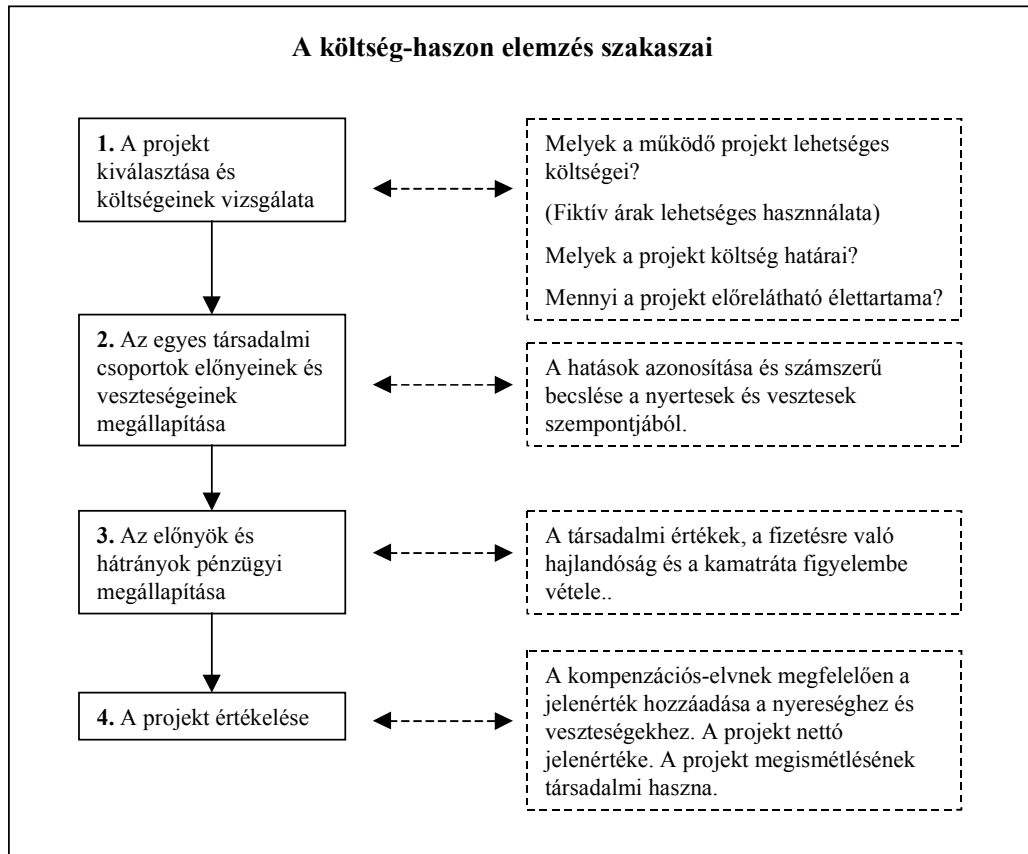 A költség-haszon elemzés szakaszai
1. A projekt
kiválasztása és
költségeinek vizsgálata
Melyek a működő projekt lehetséges
költségei?
(Fiktív árak lehetséges hasznnálata)
Melyek a projekt költség határai?
Mennyi a projekt előrelátható élettartama?
2. Az egyes társadalmi
csoportok előnyeinek és
veszteségeinek
megállapítása
A hatások azonosítása és számszerű
becslése a nyertesek és vesztesek
szempontjából.
3. Az előnyök és
hátrányok pénzügyi
megállapítása
A társadalmi értékek, a fizetésre való
hajlandóság és a kamatráta figyelembe
vétele..
4. A projekt értékelése
A kompenzációs-elvnek megfelelően a
jelenérték hozzáadása a nyereséghez és
veszteségekhez. A projekt nettó
jelenértéke. A projekt megismétlésének
társadalmi haszna.